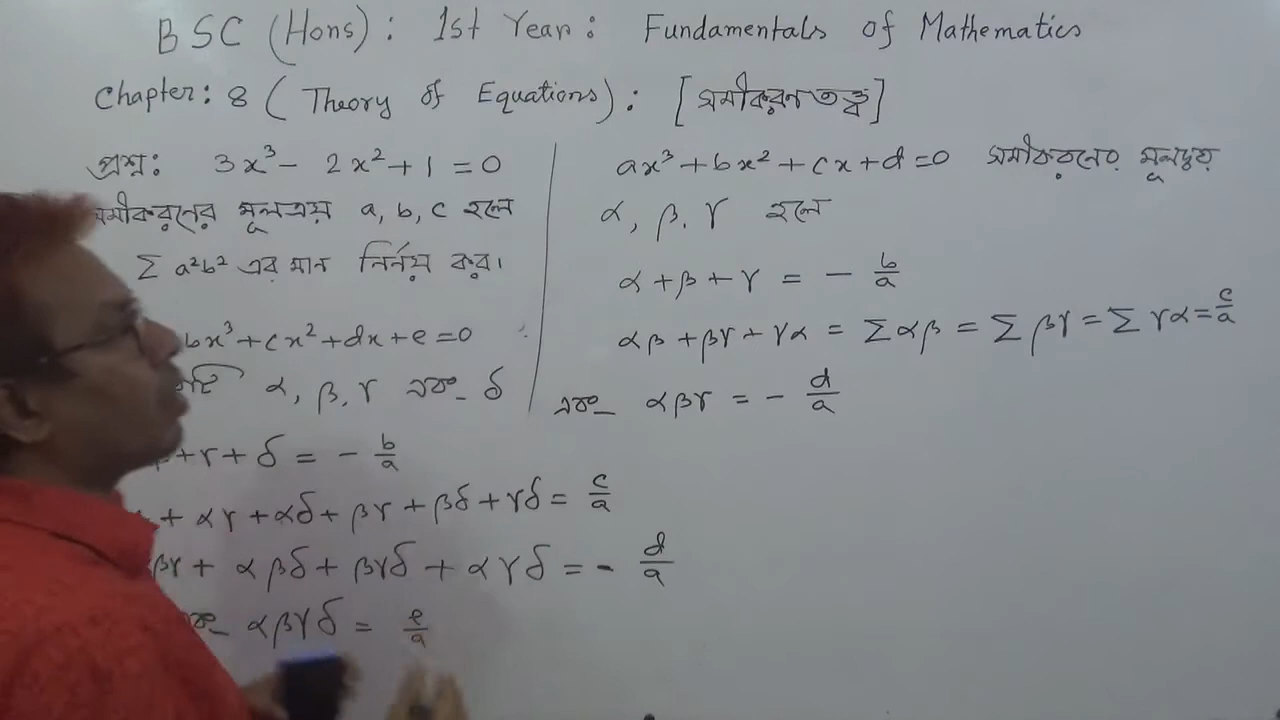 BSC (Hons): 1st Year: Fundamentals of Mathematics
Chapter: 8 (Theory of Equations): [সমীকরণতত্ত্ব]
প্রশ্ন: 3x³ - 2x² + 1 = 0
সমীকরনের মূলত্রয় a, b, c হলে
Σ a²b² এর মান নির্নয় কর।
bx³ + cx² + dx + e = 0
α, β, γ এবং δ
+ γ + δ = - b/a
+ αγ + αδ + βγ + βδ + γδ = c/a
βγ + αβδ + βγδ + αγδ = - d/a
αβγδ = e/a
ax³ + bx² + cx + d = 0 সমীকরনের মূলত্রয়
α, β, γ হলে
α + β + γ = - b/a
αβ + βγ + γα = Σ αβ = Σ βγ = Σ γα = c/a
এবং αβγ = - d/a